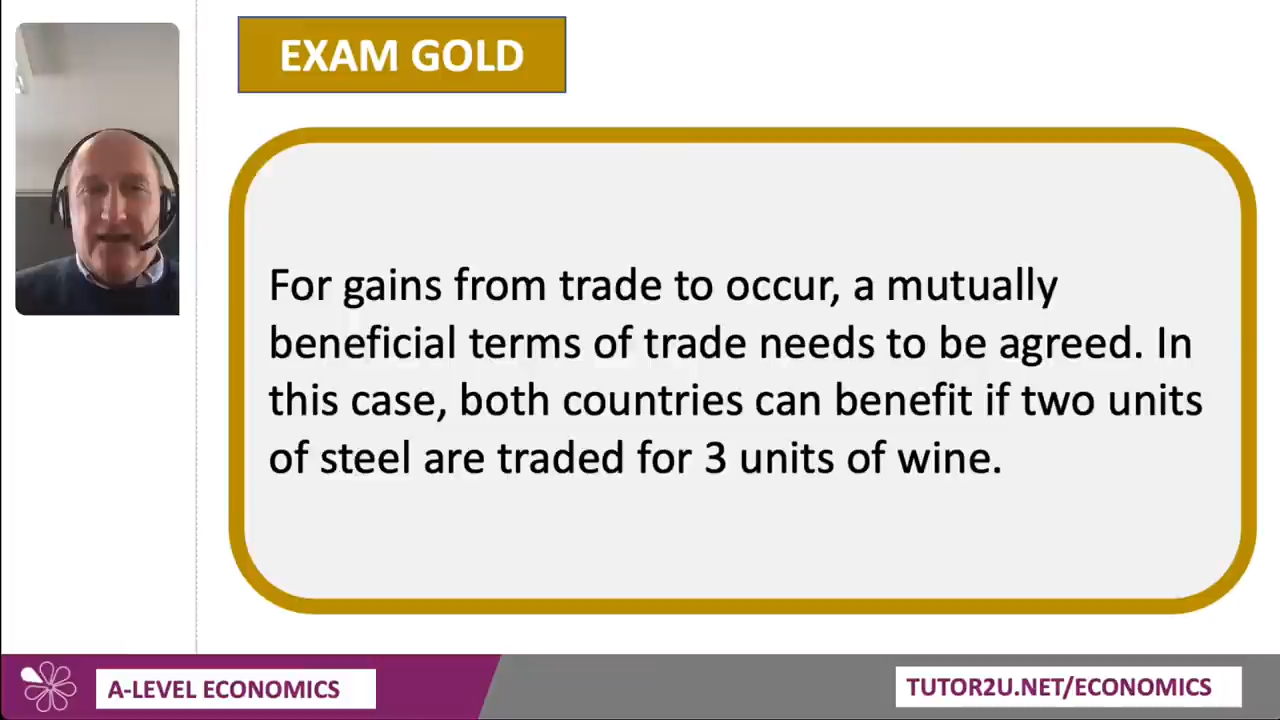 EXAM GOLD
For gains from trade to occur, a mutually
beneficial terms of trade needs to be agreed. In
this case, both countries can benefit if two units
of steel are traded for 3 units of wine.
A-LEVEL ECONOMICS
TUTOR2U.NET/ECONOMICS